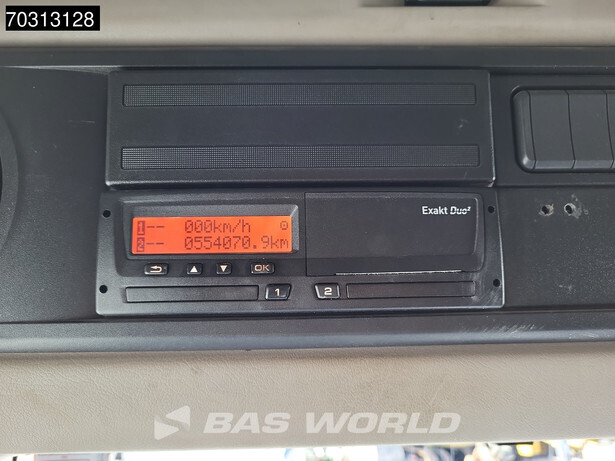 70313128
Exakt Duo²
1 -- 000km/h
2 -- 0554070.9km
OK
1
2
BAS WORLD